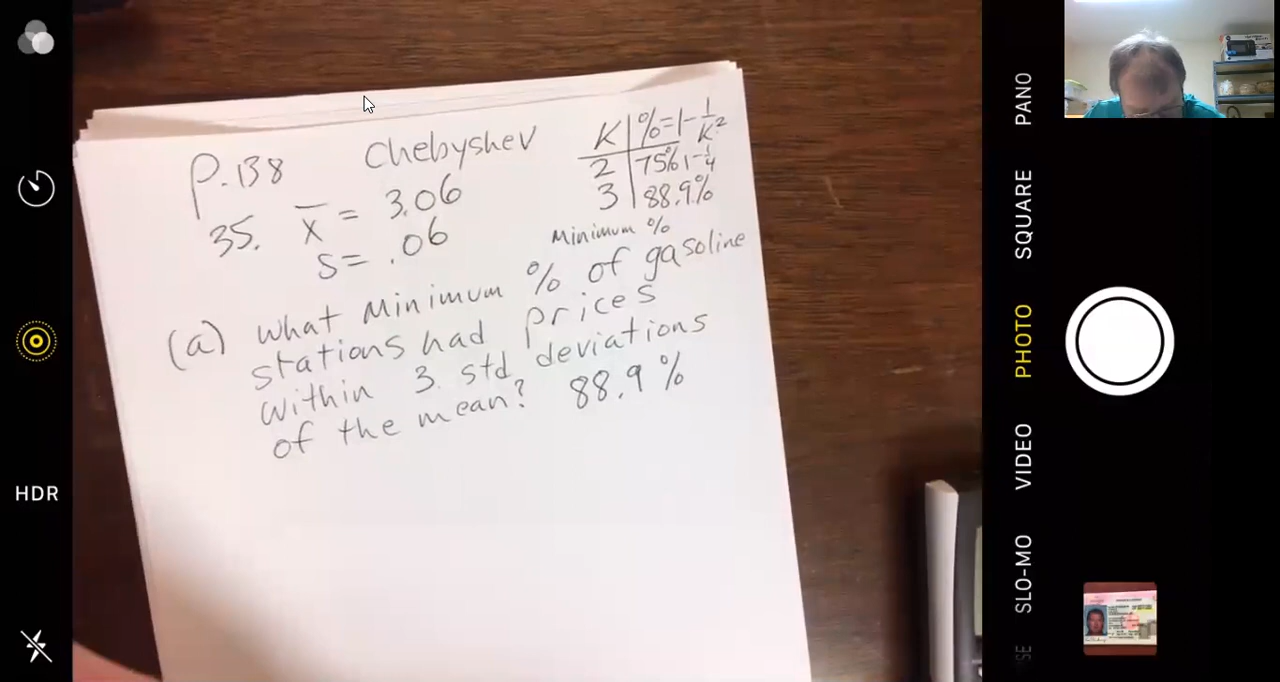 P.138
Chebyshev
K | %=1-1/K²
2 | 75% 1-1/4
3 | 88.9%
Minimum %
35. x̄ = 3.06
s= .06
(a) What Minimum % of gasoline
stations had prices
within 3 std deviations
of the mean? 88.9%
HDR
PANO
SQUARE
PHOTO
VIDEO
SLO-MO
SE